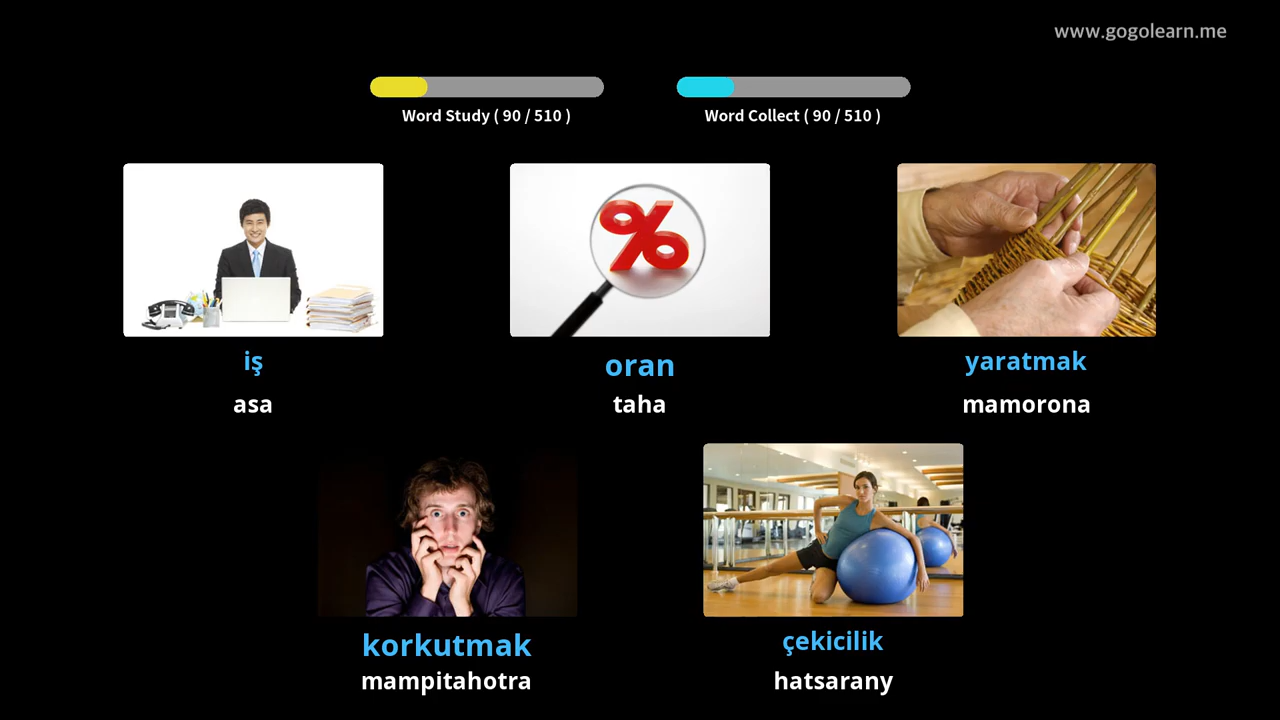 www.gogolearn.me
Word Study ( 90 / 510 )
Word Collect ( 90 / 510 )
iş
asa
oran
taha
yaratmak
mamorona
korkutmak
mampitahotra
çekicilik
hatsarany